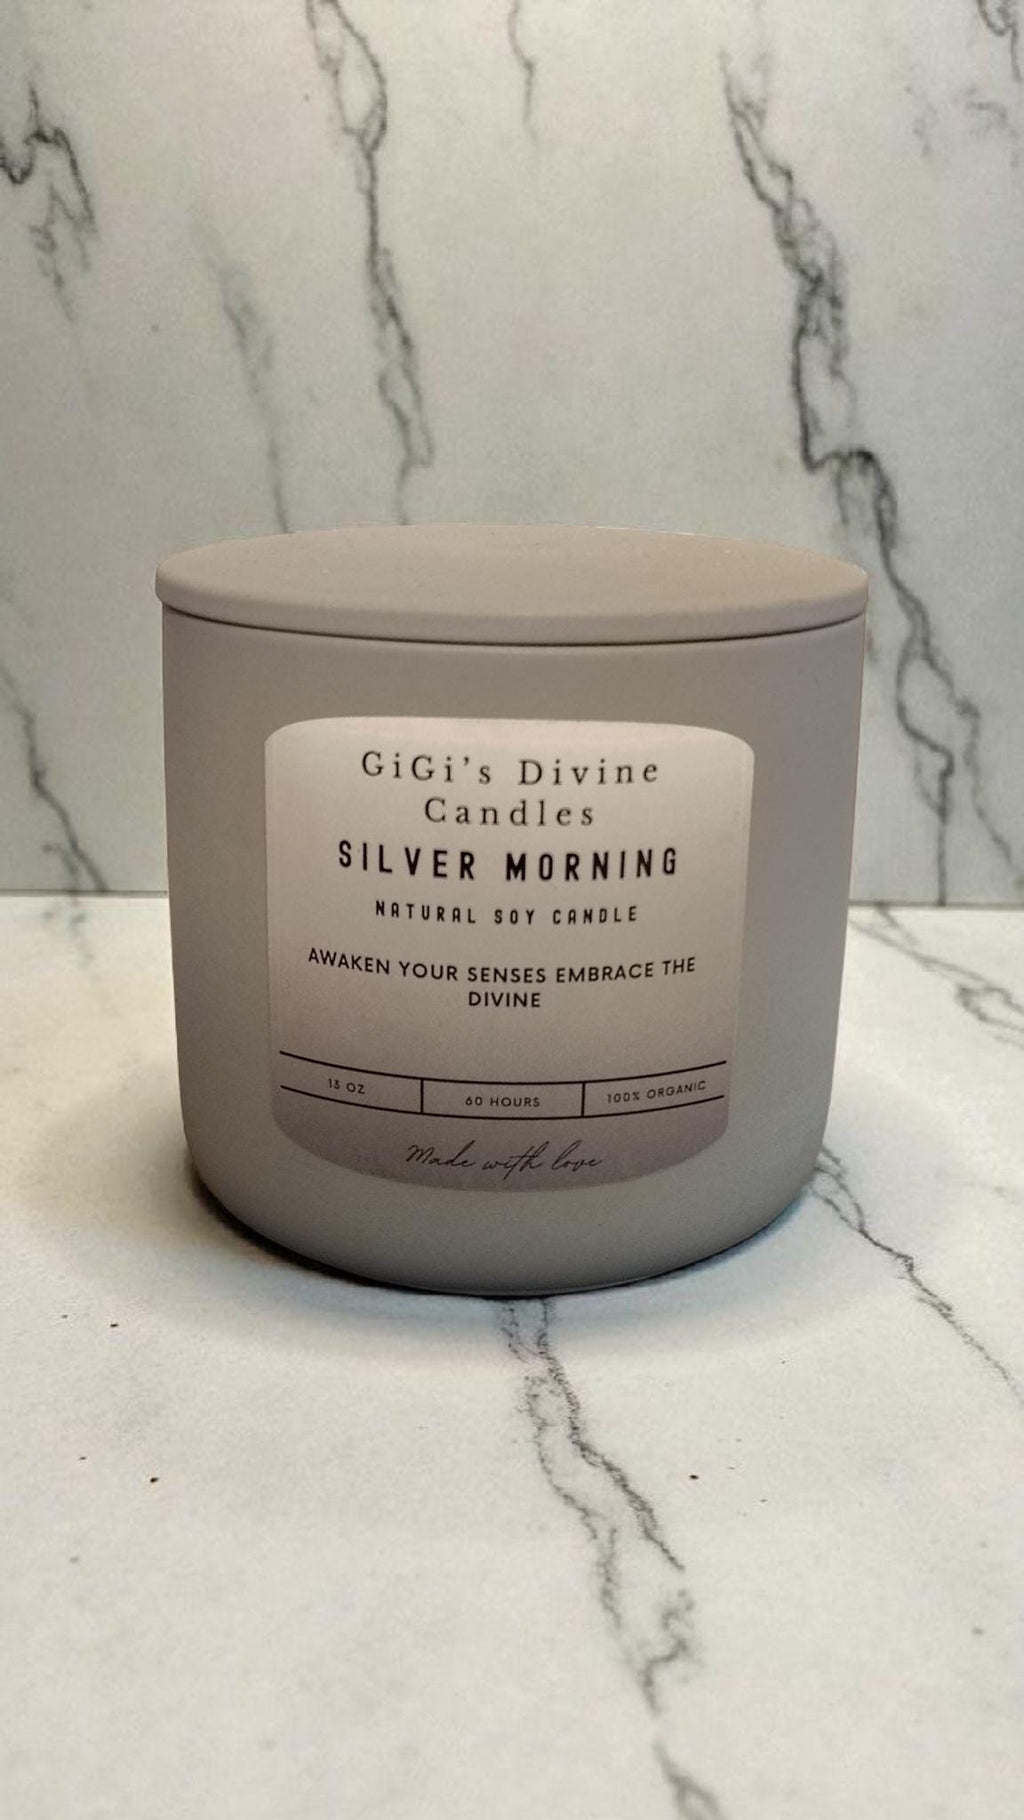 GiGi's Divine
Candles
SILVER MORNING
NATURAL SOY CANDLE
AWAKEN YOUR SENSES EMBRACE THE
DIVINE
13 OZ
60 HOURS
100% ORGANIC
Made with love